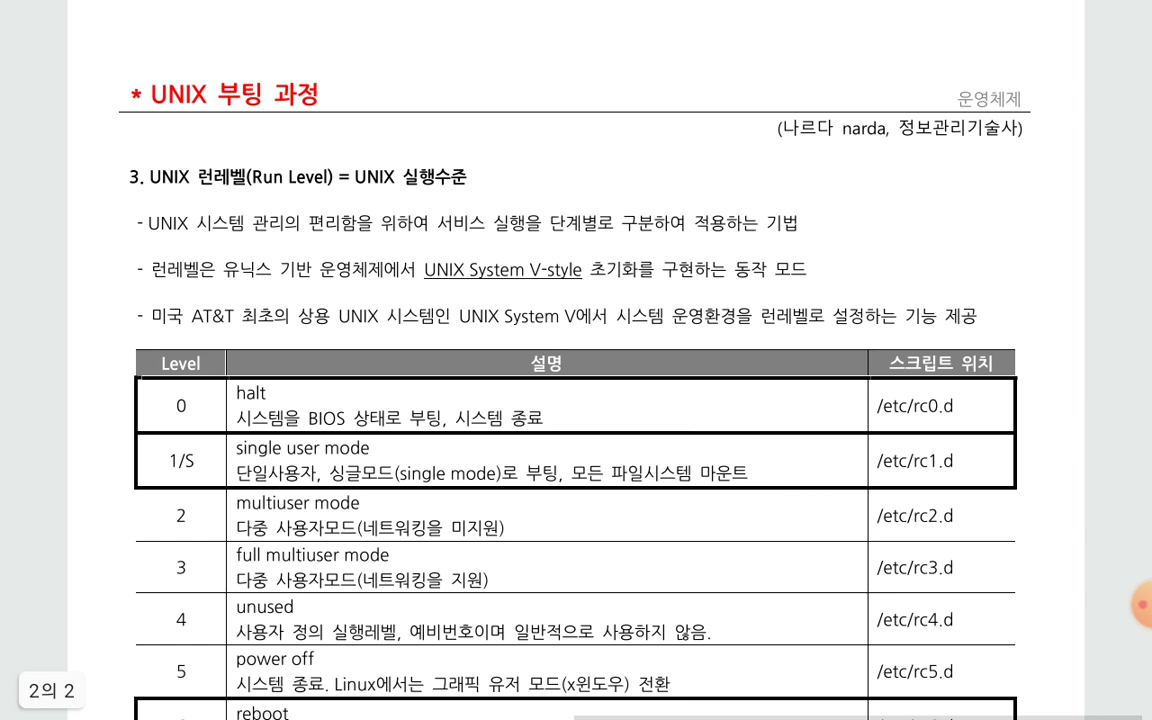 * UNIX 부팅 과정
운영체제
(나르다 narda, 정보관리기술사)
3. UNIX 런레벨(Run Level) = UNIX 실행수준
- UNIX 시스템 관리의 편리함을 위하여 서비스 실행을 단계별로 구분하여 적용하는 기법
- 런레벨은 유닉스 기반 운영체제에서 UNIX System V-style 초기화를 구현하는 동작 모드
- 미국 AT&T 최초의 상용 UNIX 시스템인 UNIX System V에서 시스템 운영환경을 런레벨로 설정하는 기능 제공
Level 설명 스크립트 위치
halt
0 /etc/rc0.d
시스템을 BIOS 상태로 부팅, 시스템 종료
single user mode
1/S /etc/rc1.d
단일사용자, 싱글모드(single mode)로 부팅, 모든 파일시스템 마운트
multiuser mode
2 /etc/rc2.d
다중 사용자모드(네트워킹을 미지원)
full multiuser mode
3 /etc/rc3.d
다중 사용자모드(네트워킹을 지원)
unused
4 /etc/rc4.d
사용자 정의 실행레벨, 예비번호이며 일반적으로 사용하지 않음.
power off
5 /etc/rc5.d
시스템 종료. Linux에서는 그래픽 유저 모드(x윈도우) 전환
reboot
2의 2